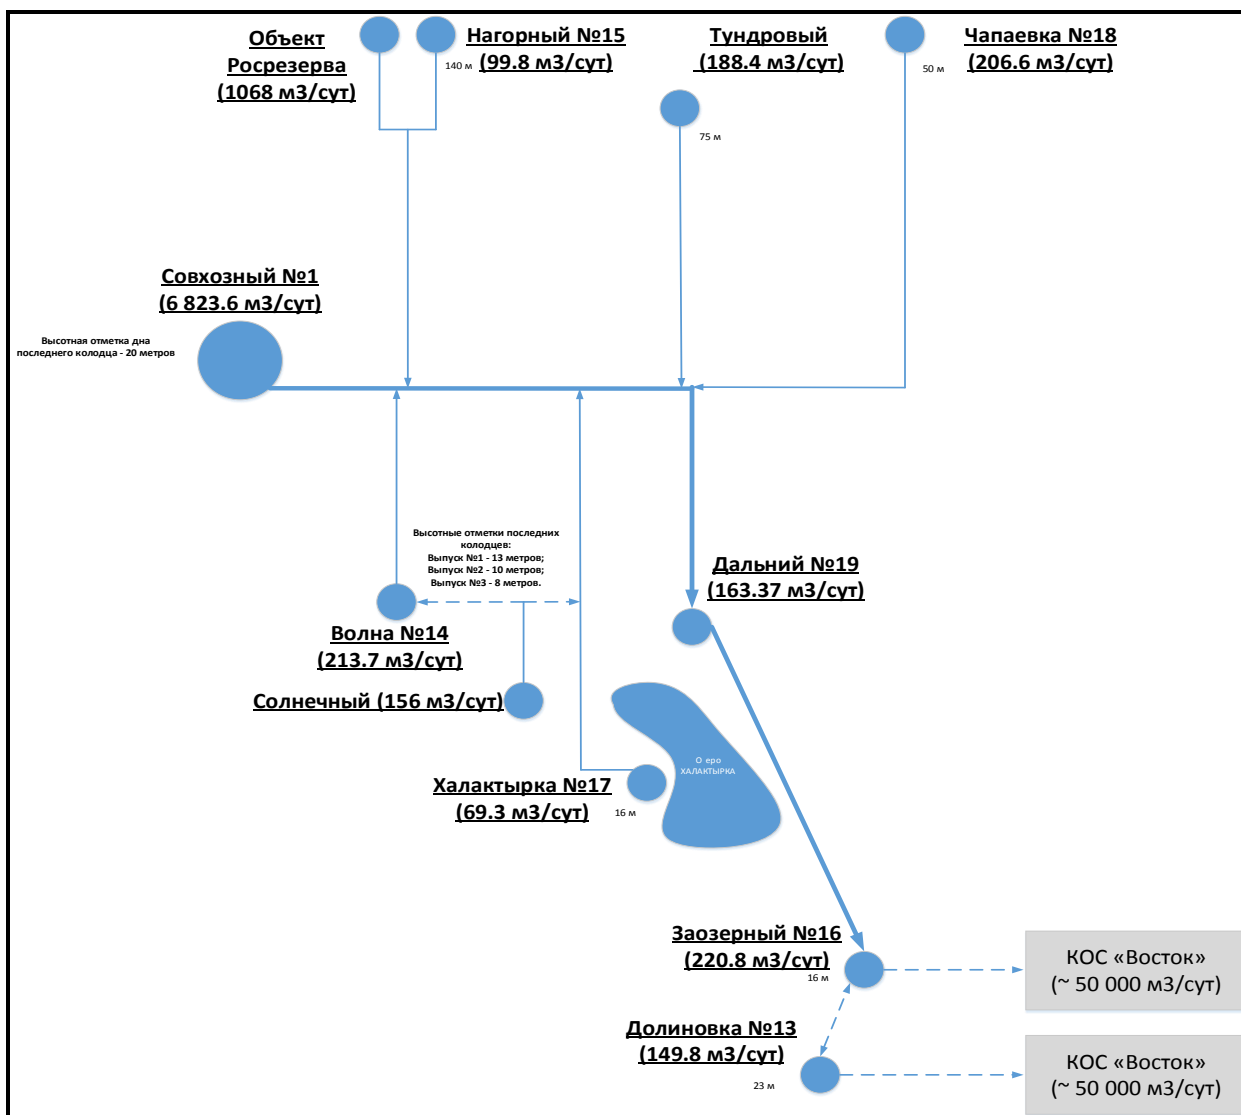 Объект
Росрезерва
(1068 м3/сут)
Нагорный №15
(99.8 м3/сут)
140 м
Тундровый
(188.4 м3/сут)
75 м
Чапаевка №18
(206.6 м3/сут)
50 м
Совхозный №1
(6 823.6 м3/сут)
Высотная отметка дна
последнего колодца - 20 метров
Высотные отметки последних
колодцев:
Выпуск №1 - 13 метров;
Выпуск №2 - 10 метров;
Выпуск №3 - 8 метров.
Дальний №19
(163.37 м3/сут)
Волна №14
(213.7 м3/сут)
Солнечный (156 м3/сут)
О еро
ХАЛАКТЫРКА
Халактырка №17
(69.3 м3/сут)
16 м
Заозерный №16
(220.8 м3/сут)
16 м
КОС «Восток»
(~ 50 000 м3/сут)
Долиновка №13
(149.8 м3/сут)
23 м
КОС «Восток»
(~ 50 000 м3/сут)